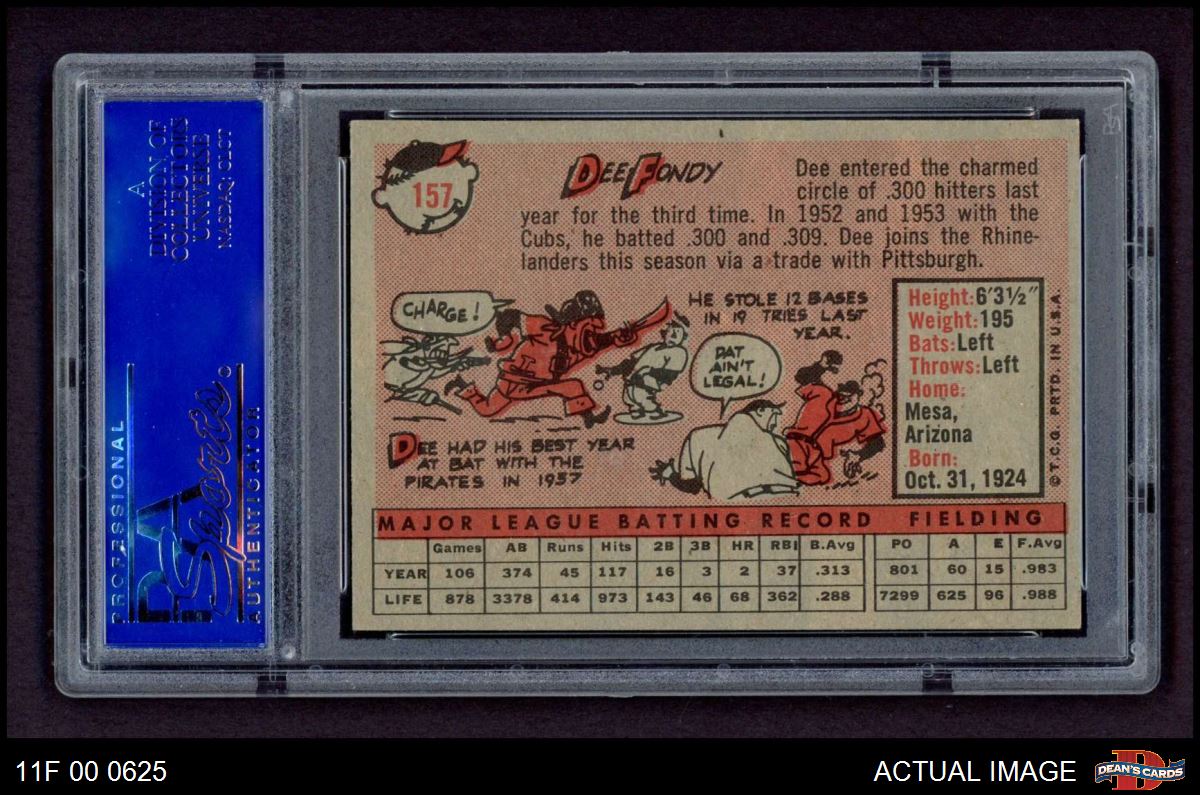 A
DIVISION OF
COLLECTORS
UNIVERSE
NASDAQ: CLCT
PROFESSIONAL
PSA
Sports
AUTHENTICATOR
157
DEE FONDY
Dee entered the charmed
circle of .300 hitters last
year for the third time. In 1952 and 1953 with the
Cubs, he batted .300 and .309. Dee joins the Rhine-
landers this season via a trade with Pittsburgh.
CHARGE!
HE STOLE 12 BASES
IN 19 TRIES LAST
YEAR.
DAT
AIN'T
LEGAL!
DEE HAD HIS BEST YEAR
AT BAT WITH THE
PIRATES IN 1957
Height: 6'3½"
Weight: 195
Bats: Left
Throws: Left
Home:
Mesa,
Arizona
Born:
Oct. 31, 1924
© T.C.G. PRTD. IN U.S.A.
MAJOR LEAGUE BATTING RECORD FIELDING
Games AB Runs Hits 2B 3B HR RBI B.Avg PO A E F.Avg
YEAR 106 374 45 117 16 3 2 37 .313 801 60 15 .983
LIFE 878 3378 414 973 143 46 68 362 .288 7299 625 96 .988
11F 00 0625
ACTUAL IMAGE
D
DEAN'S CARDS